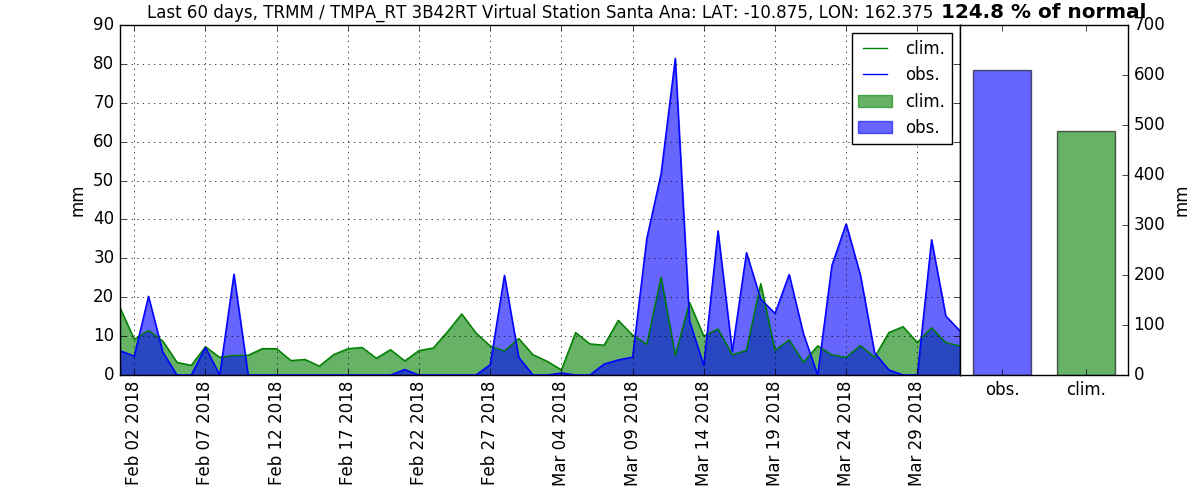 Last 60 days, TRMM / TMPA_RT 3B42RT Virtual Station Santa Ana: LAT: -10.875, LON: 162.375 124.8 % of normal
90
80
70
60
50
40
30
20
10
0
mm
clim.
obs.
clim.
obs.
Feb 02 2018
Feb 07 2018
Feb 12 2018
Feb 17 2018
Feb 22 2018
Feb 27 2018
Mar 04 2018
Mar 09 2018
Mar 14 2018
Mar 19 2018
Mar 24 2018
Mar 29 2018
700
600
500
400
300
200
100
0
mm
obs. clim.